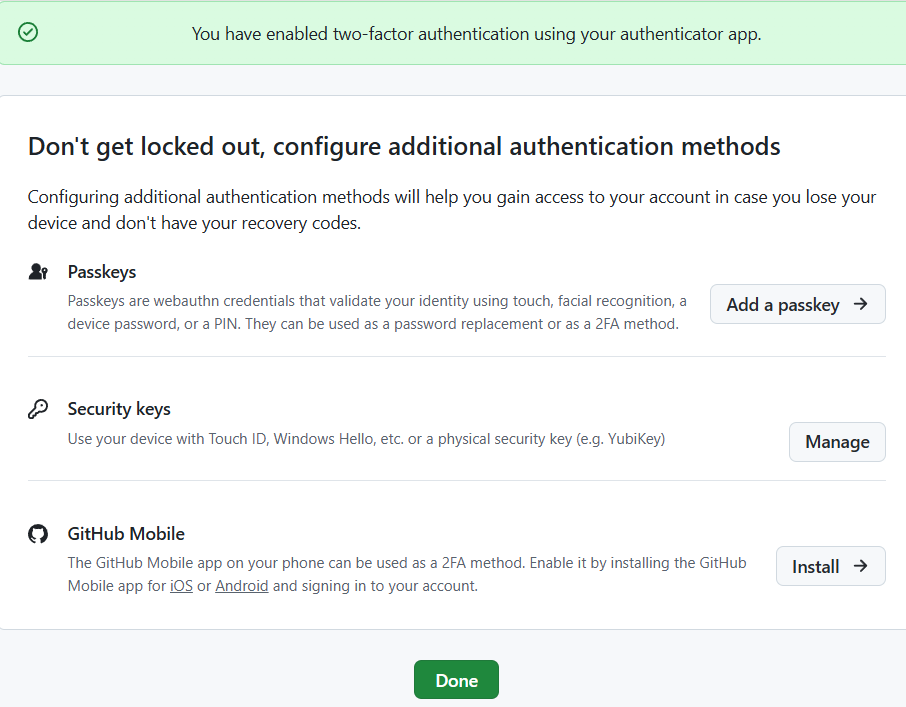 You have enabled two-factor authentication using your authenticator app.
Don't get locked out, configure additional authentication methods
Configuring additional authentication methods will help you gain access to your account in case you lose your
device and don't have your recovery codes.
Passkeys
Passkeys are webauthn credentials that validate your identity using touch, facial recognition, a
device password, or a PIN. They can be used as a password replacement or as a 2FA method.
Add a passkey
Security keys
Use your device with Touch ID, Windows Hello, etc. or a physical security key (e.g. YubiKey)
Manage
GitHub Mobile
The GitHub Mobile app on your phone can be used as a 2FA method. Enable it by installing the GitHub
Mobile app for iOS or Android and signing in to your account.
Install
Done